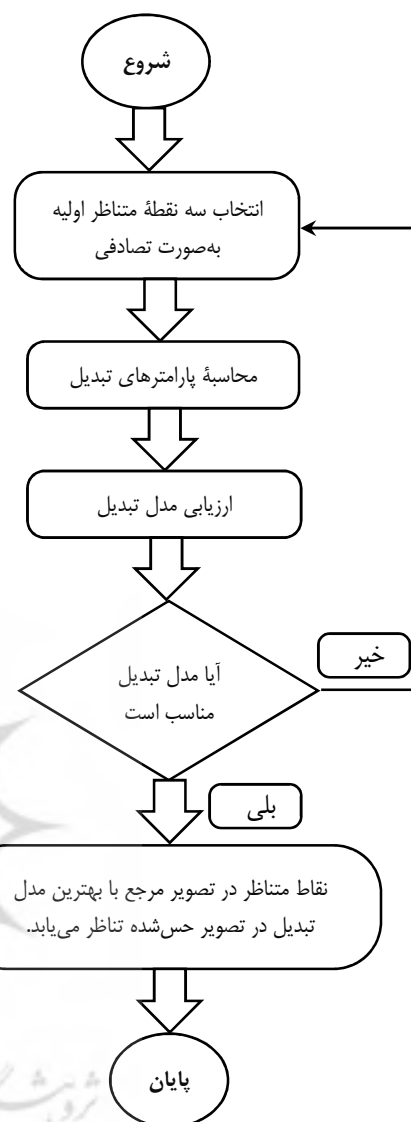 شروع
انتخاب سه نقطهٔ متناظر اولیه
به‌صورت تصادفی
محاسبهٔ پارامترهای تبدیل
ارزیابی مدل تبدیل
آیا مدل تبدیل
مناسب است
خیر
بلی
نقاط متناظر در تصویر مرجع با بهترین مدل
تبدیل در تصویر حس‌شده تناظر می‌یابد.
پایان